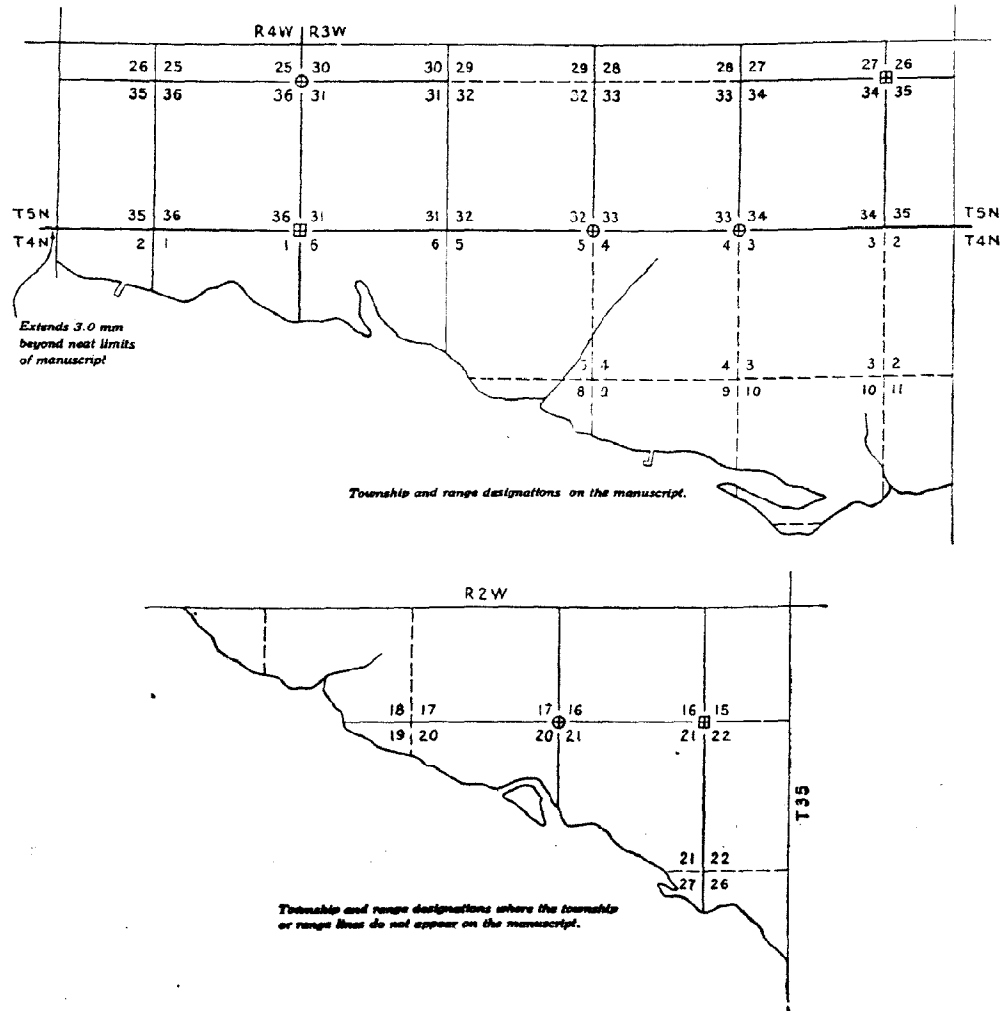 R4W R3W
26 25 25 30 30 29 29 28 28 27 27 26
35 36 36 31 31 32 32 33 33 34 34 35
T5N 35 36 36 31 31 32 32 33 33 34 34 35 T5N
T4N 2 1 1 6 6 5 5 4 4 3 3 2 T4N
Extends 3.0 mm
beyond neat limits
of manuscript
4 4 3 3 2
8 9 9 10 10 11
Township and range designations on the manuscript.
R2W
18 17 17 16 16 15
19 20 20 21 21 22
T35
21 22
27 26
Township and range designations where the township
or range lines do not appear on the manuscript.